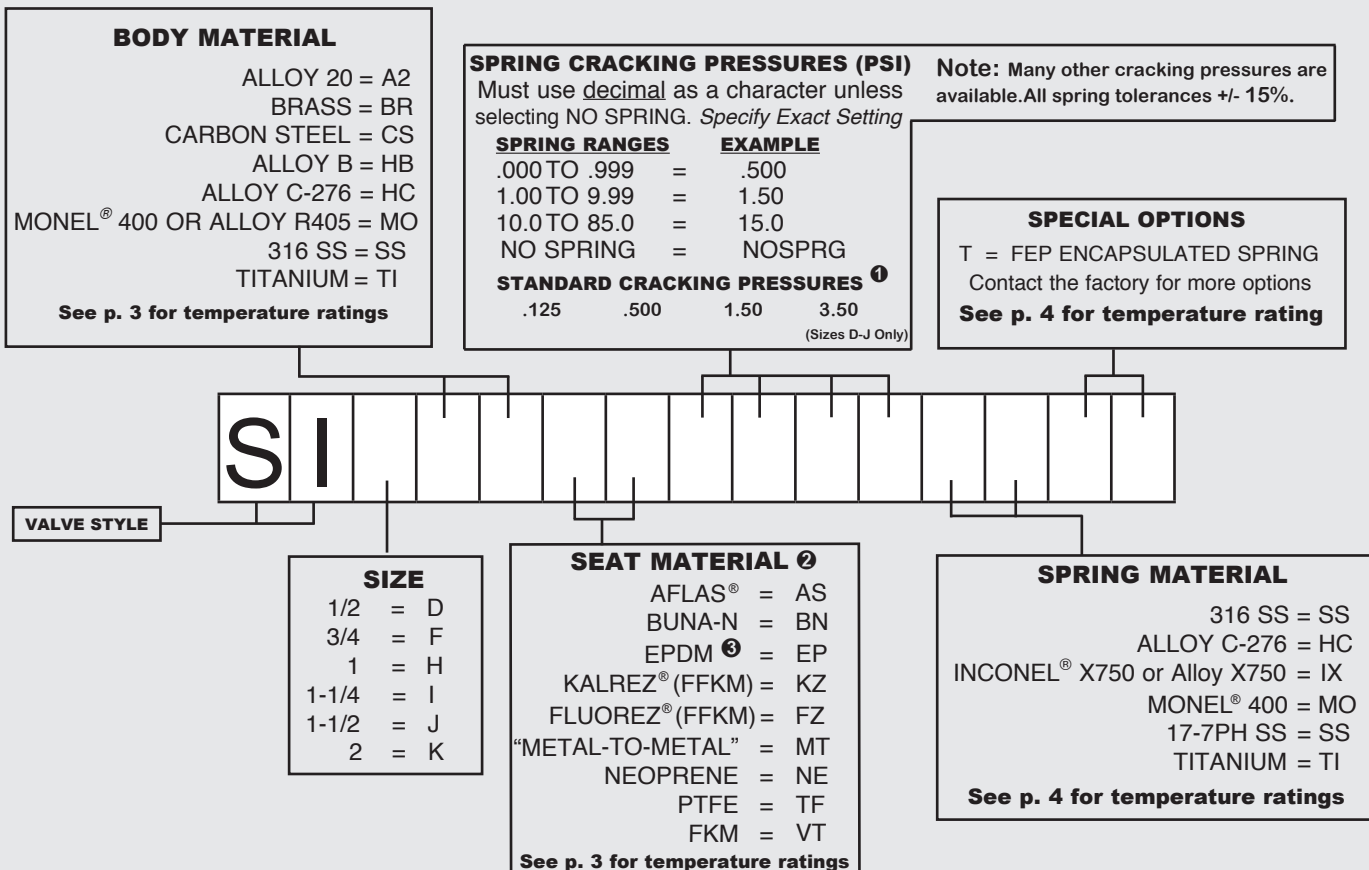 BODY MATERIAL
ALLOY 20 = A2
BRASS = BR
CARBON STEEL = CS
ALLOY B = HB
ALLOY C-276 = HC
MONEL® 400 OR ALLOY R405 = MO
316 SS = SS
TITANIUM = TI
See p. 3 for temperature ratings
SPRING CRACKING PRESSURES (PSI)
Must use decimal as a character unless
selecting NO SPRING. Specify Exact Setting
SPRING RANGES EXAMPLE
.000 TO .999 = .500
1.00 TO 9.99 = 1.50
10.0 TO 85.0 = 15.0
NO SPRING = NOSPRG
STANDARD CRACKING PRESSURES ❶
.125 .500 1.50 3.50
(Sizes D-J Only)
Note: Many other cracking pressures are
available.All spring tolerances +/- 15%.
SPECIAL OPTIONS
T = FEP ENCAPSULATED SPRING
Contact the factory for more options
See p. 4 for temperature rating
SI
VALVE STYLE
SIZE
1/2 = D
3/4 = F
1 = H
1-1/4 = I
1-1/2 = J
2 = K
SEAT MATERIAL ❷
AFLAS® = AS
BUNA-N = BN
EPDM ❸ = EP
KALREZ® (FFKM) = KZ
FLUOREZ® (FFKM) = FZ
“METAL-TO-METAL” = MT
NEOPRENE = NE
PTFE = TF
FKM = VT
See p. 3 for temperature ratings
SPRING MATERIAL
316 SS = SS
ALLOY C-276 = HC
INCONEL® X750 or Alloy X750 = IX
MONEL® 400 = MO
17-7PH SS = SS
TITANIUM = TI
See p. 4 for temperature ratings